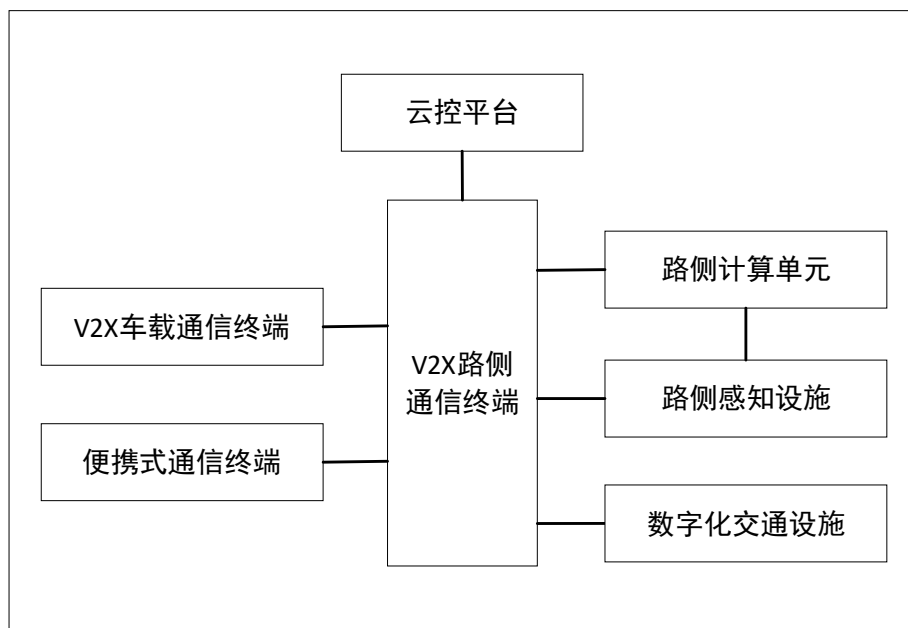 云控平台
路侧计算单元
V2X车载通信终端
V2X路侧
通信终端
路侧感知设施
便携式通信终端
数字化交通设施